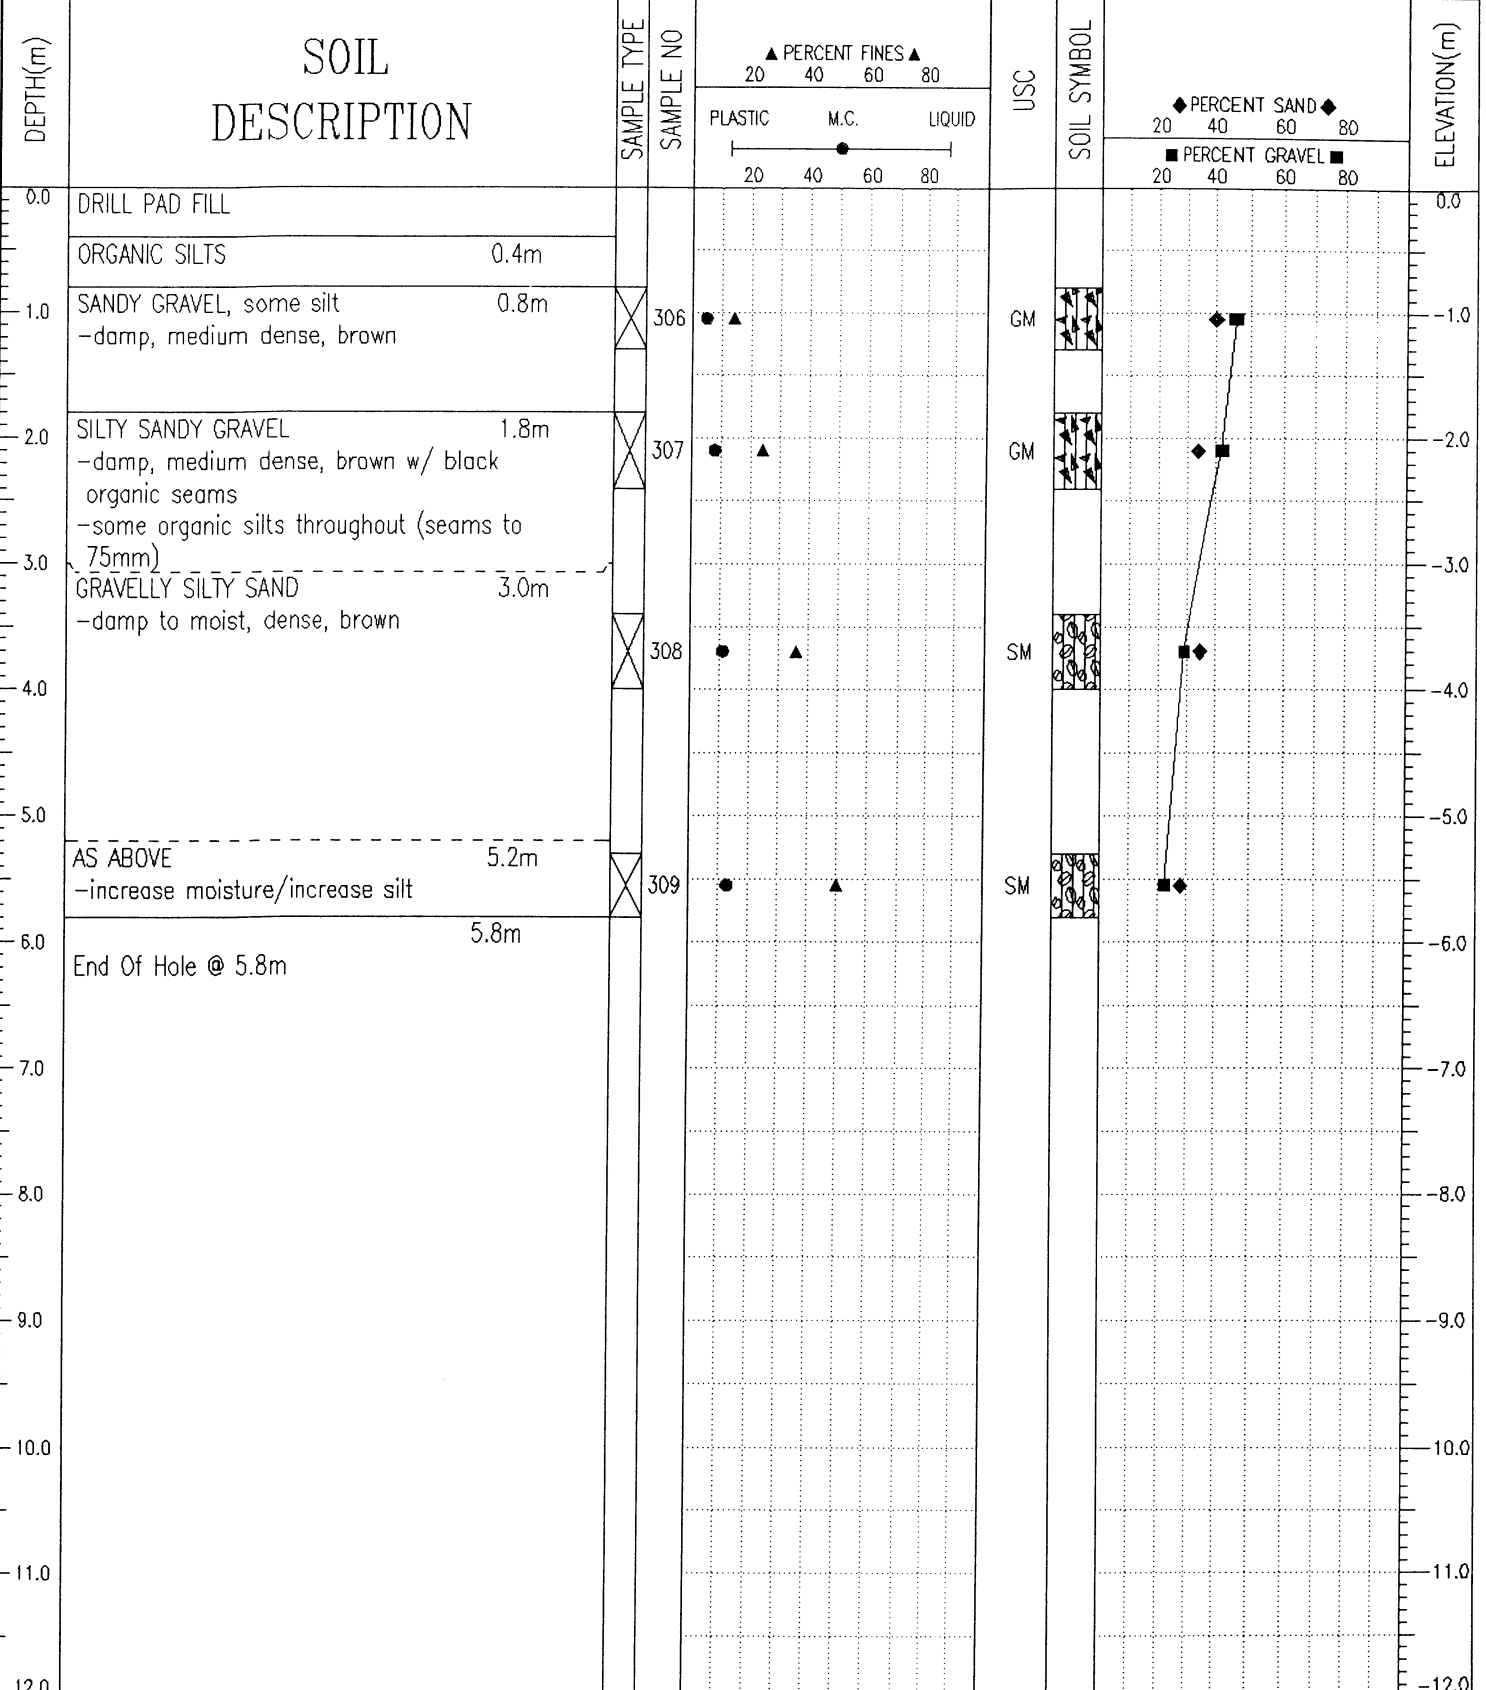 DEPTH(m)
SOIL
DESCRIPTION
SAMPLE TYPE
SAMPLE NO
▲ PERCENT FINES ▲
20 40 60 80
PLASTIC M.C. LIQUID
20 40 60 80
USC
SOIL SYMBOL
◆ PERCENT SAND ◆
20 40 60 80
■ PERCENT GRAVEL ■
20 40 60 80
ELEVATION(m)
0.0 DRILL PAD FILL 0.0
ORGANIC SILTS 0.4m
SANDY GRAVEL, some silt 0.8m
1.0 306 GM -1.0
-damp, medium dense, brown
SILTY SANDY GRAVEL 1.8m
2.0 -2.0
307 GM
-damp, medium dense, brown w/ black
organic seams
-some organic silts throughout (seams to
75mm)
3.0 -3.0
GRAVELLY SILTY SAND 3.0m
-damp to moist, dense, brown
308 SM
4.0 -4.0
5.0 -5.0
AS ABOVE 5.2m
-increase moisture/increase silt
309 SM
5.8m
6.0 -6.0
End Of Hole @ 5.8m
7.0 -7.0
8.0 -8.0
9.0 -9.0
10.0 -10.0
11.0 -11.0
12.0 -12.0